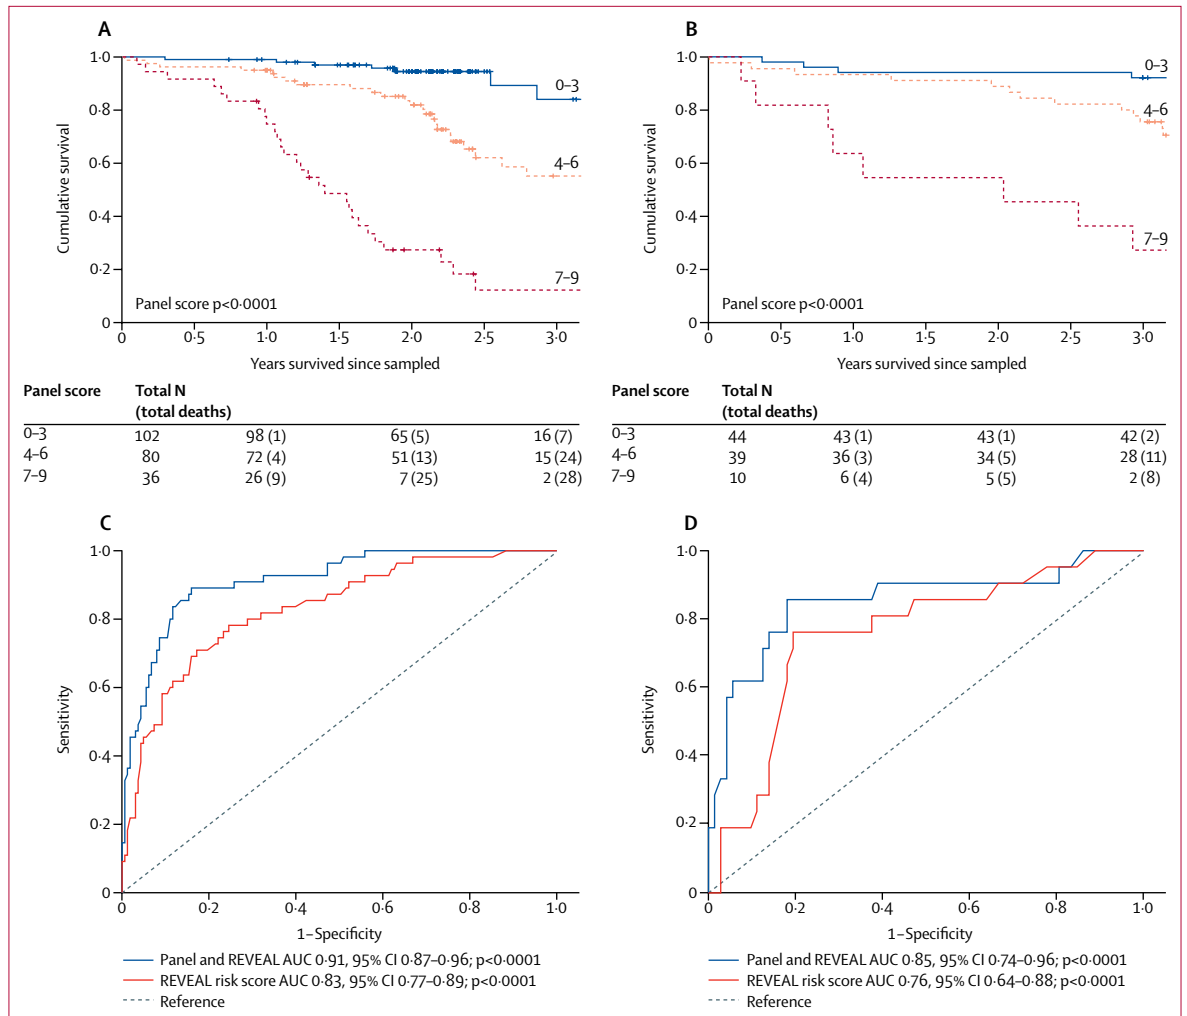 A
1·0
0·8
0·6
0·4
0·2
0
Cumulative survival
0–3
4–6
7–9
Panel score p<0·0001
0 0·5 1·0 1·5 2·0 2·5 3·0
Years survived since sampled
Panel score Total N
(total deaths)
0–3 102 98 (1) 65 (5) 16 (7)
4–6 80 72 (4) 51 (13) 15 (24)
7–9 36 26 (9) 7 (25) 2 (28)
B
1·0
0·8
0·6
0·4
0·2
0
Cumulative survival
0–3
4–6
7–9
Panel score p<0·0001
0 0·5 1·0 1·5 2·0 2·5 3·0
Years survived since sampled
Panel score Total N
(total deaths)
0–3 44 43 (1) 43 (1) 42 (2)
4–6 39 36 (3) 34 (5) 28 (11)
7–9 10 6 (4) 5 (5) 2 (8)
C
1·0
0·8
0·6
0·4
0·2
0
Sensitivity
0 0·2 0·4 0·6 0·8 1·0
1–Specificity
Panel and REVEAL AUC 0·91, 95% CI 0·87–0·96; p<0·0001
REVEAL risk score AUC 0·83, 95% CI 0·77–0·89; p<0·0001
Reference
D
1·0
0·8
0·6
0·4
0·2
0
Sensitivity
0 0·2 0·4 0·6 0·8 1·0
1–Specificity
Panel and REVEAL AUC 0·85, 95% CI 0·74–0·96; p<0·0001
REVEAL risk score AUC 0·76, 95% CI 0·64–0·88; p<0·0001
Reference